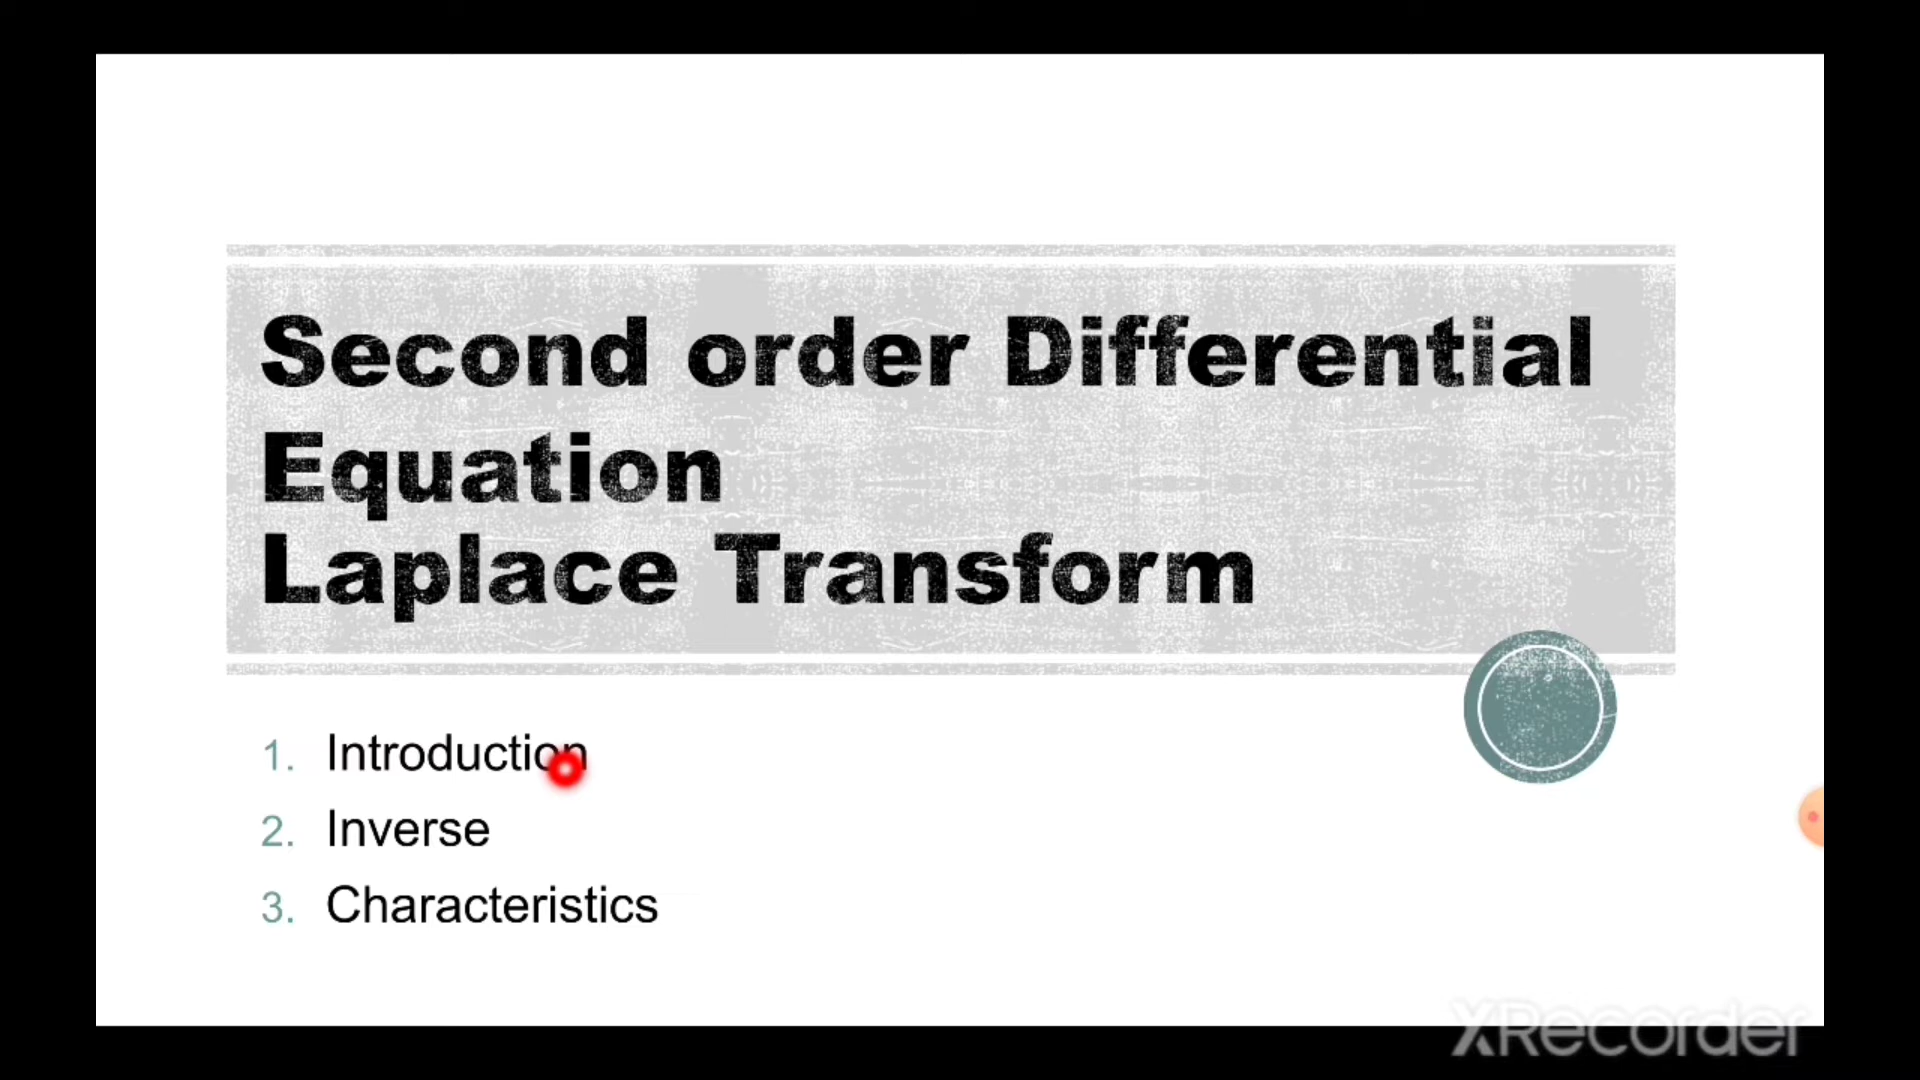 Second order Differential
Equation
Laplace Transform
1. Introduction
2. Inverse
3. Characteristics
XRecorder